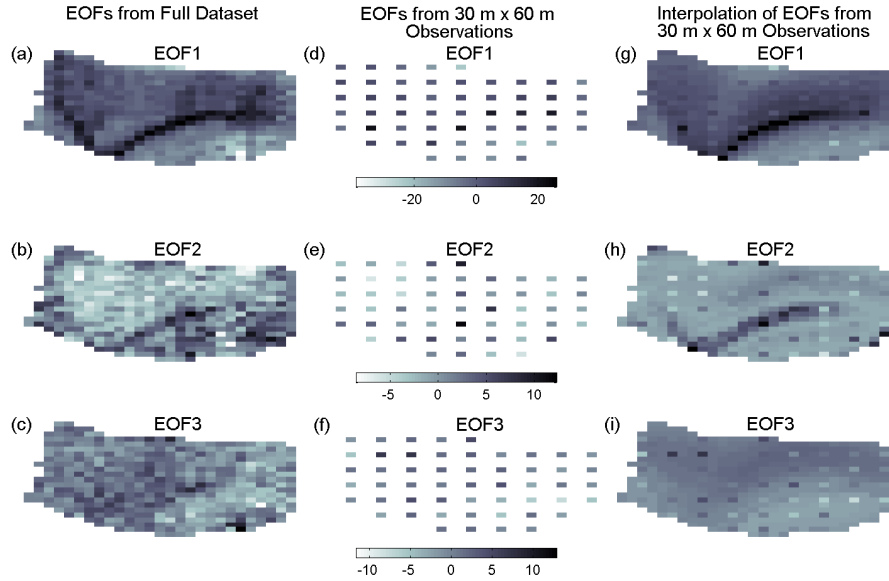 EOFs from Full Dataset
EOFs from 30 m x 60 m
Observations
Interpolation of EOFs from
30 m x 60 m Observations
(a) EOF1
(d) EOF1
(g) EOF1
-20 0 20
(b) EOF2
(e) EOF2
(h) EOF2
-5 0 5 10
(c) EOF3
(f) EOF3
(i) EOF3
-10 -5 0 5 10